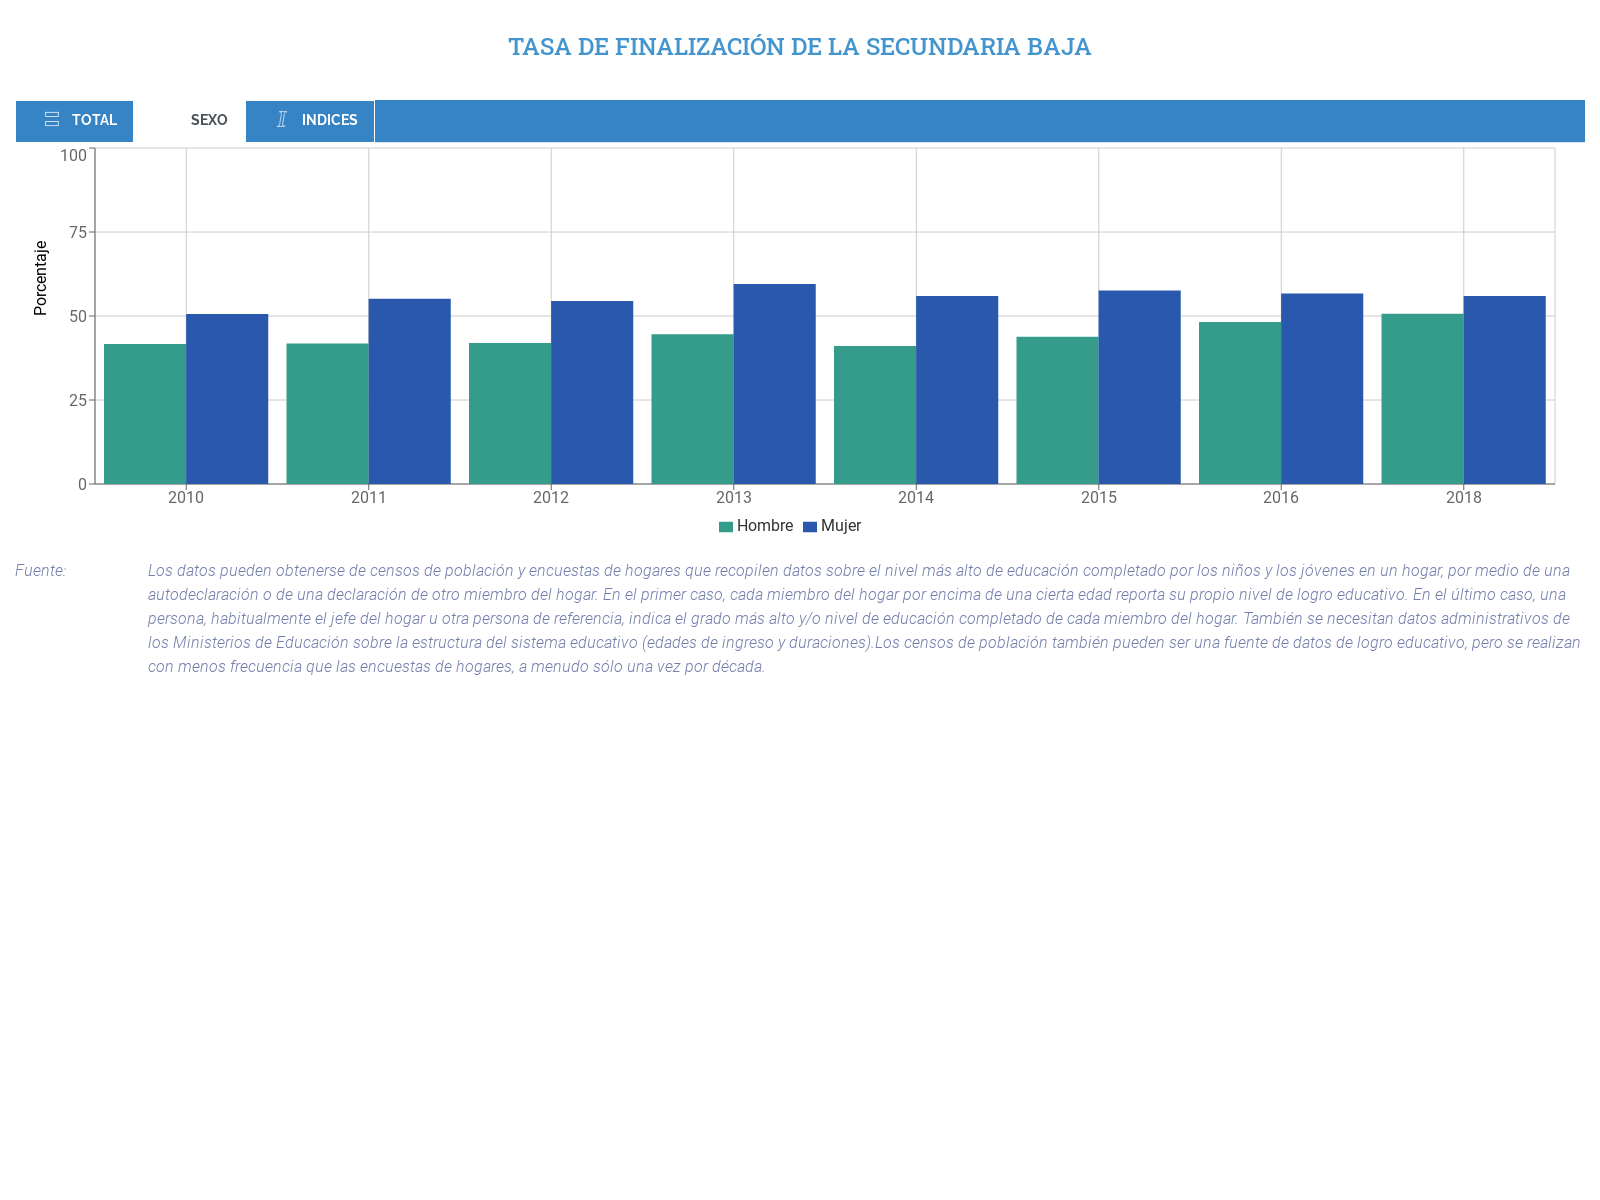 TASA DE FINALIZACIÓN DE LA SECUNDARIA BAJA
TOTAL
SEXO
INDICES
Porcentaje
100
75
50
25
0
2010
2011
2012
2013
2014
2015
2016
2018
Hombre
Mujer
Fuente:
Los datos pueden obtenerse de censos de población y encuestas de hogares que recopilen datos sobre el nivel más alto de educación completado por los niños y los jóvenes en un hogar, por medio de una
autodeclaración o de una declaración de otro miembro del hogar. En el primer caso, cada miembro del hogar por encima de una cierta edad reporta su propio nivel de logro educativo. En el último caso, una
persona, habitualmente el jefe del hogar u otra persona de referencia, indica el grado más alto y/o nivel de educación completado de cada miembro del hogar. También se necesitan datos administrativos de
los Ministerios de Educación sobre la estructura del sistema educativo (edades de ingreso y duraciones).Los censos de población también pueden ser una fuente de datos de logro educativo, pero se realizan
con menos frecuencia que las encuestas de hogares, a menudo sólo una vez por década.